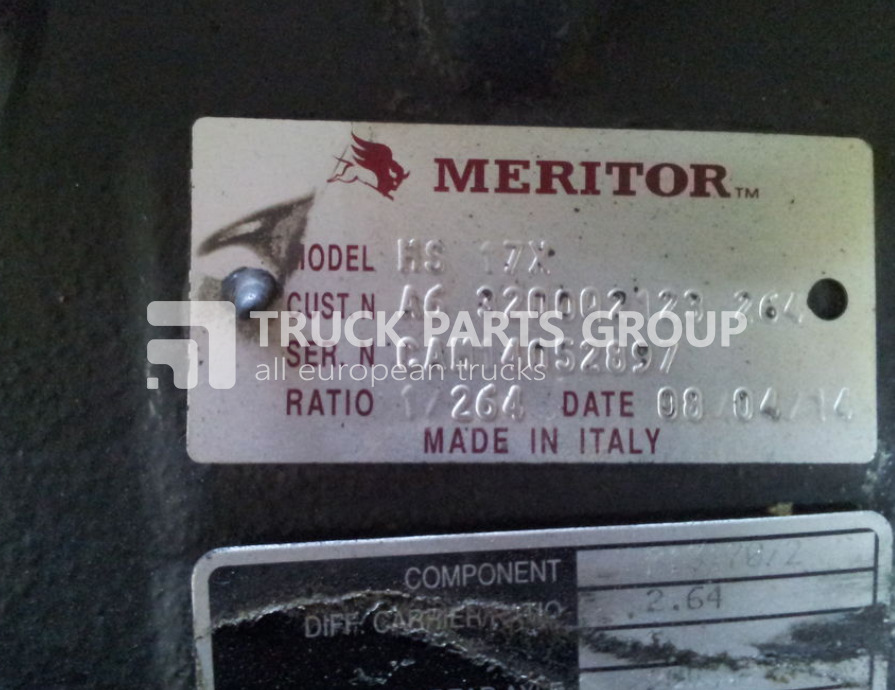 MERITOR™
MODEL HS 17X
CUST N A6 320002123 264
TRUCK PARTS GROUP
SER. N
all european trucks
RATIO 1/264 DATE 08/04/14
MADE IN ITALY
COMPONENT
DIFF. CARRIER RATIO 2.64